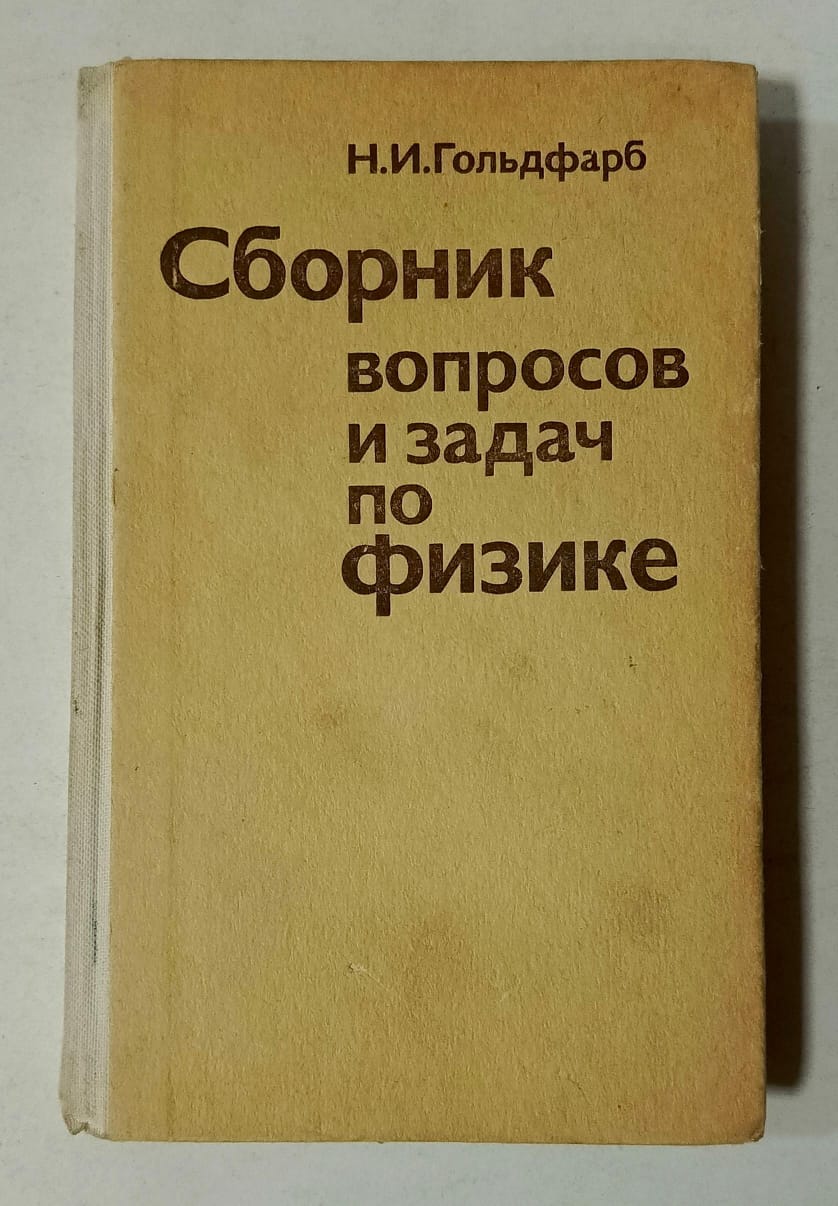 Н.И.Гольдфарб
Сборник
вопросов
и задач
по
физике